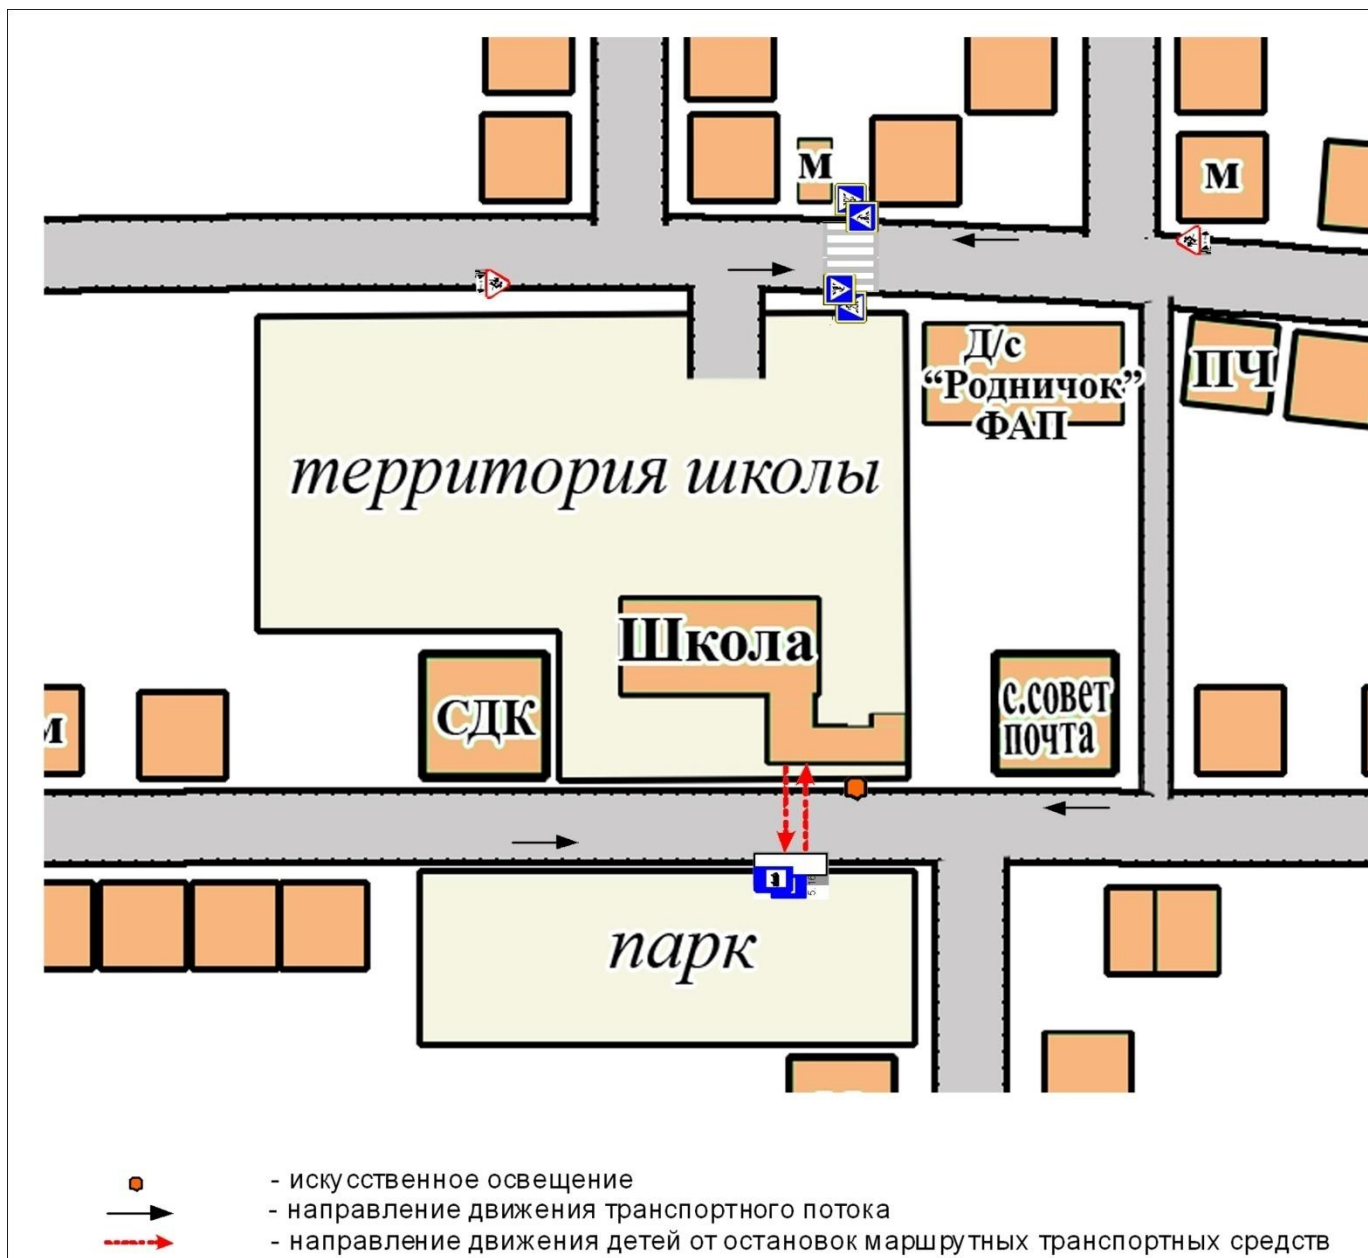 М
М
Д/с
“Родничок”
ФАП
ПЧ
территория школы
Школа
СДК
с.совет
почта
м
парк
- искусственное освещение
- направление движения транспортного потока
- направление движения детей от остановок маршрутных транспортных средств